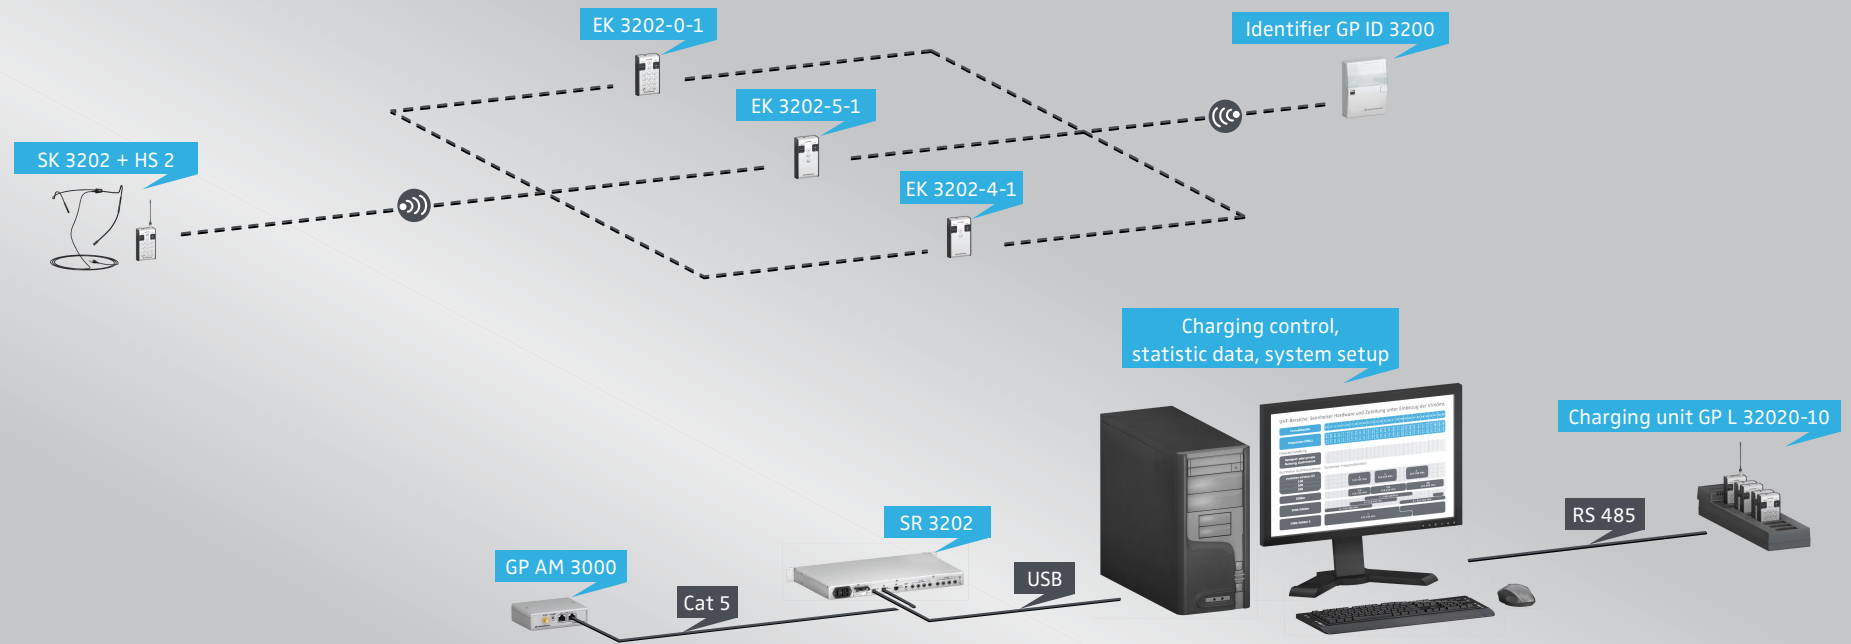 EK 3202-0-1
Identifier GP ID 3200
EK 3202-5-1
SK 3202 + HS 2
EK 3202-4-1
Charging control,
statistic data, system setup
Charging unit GP L 32020-10
SR 3202
RS 485
GP AM 3000
USB
Cat 5